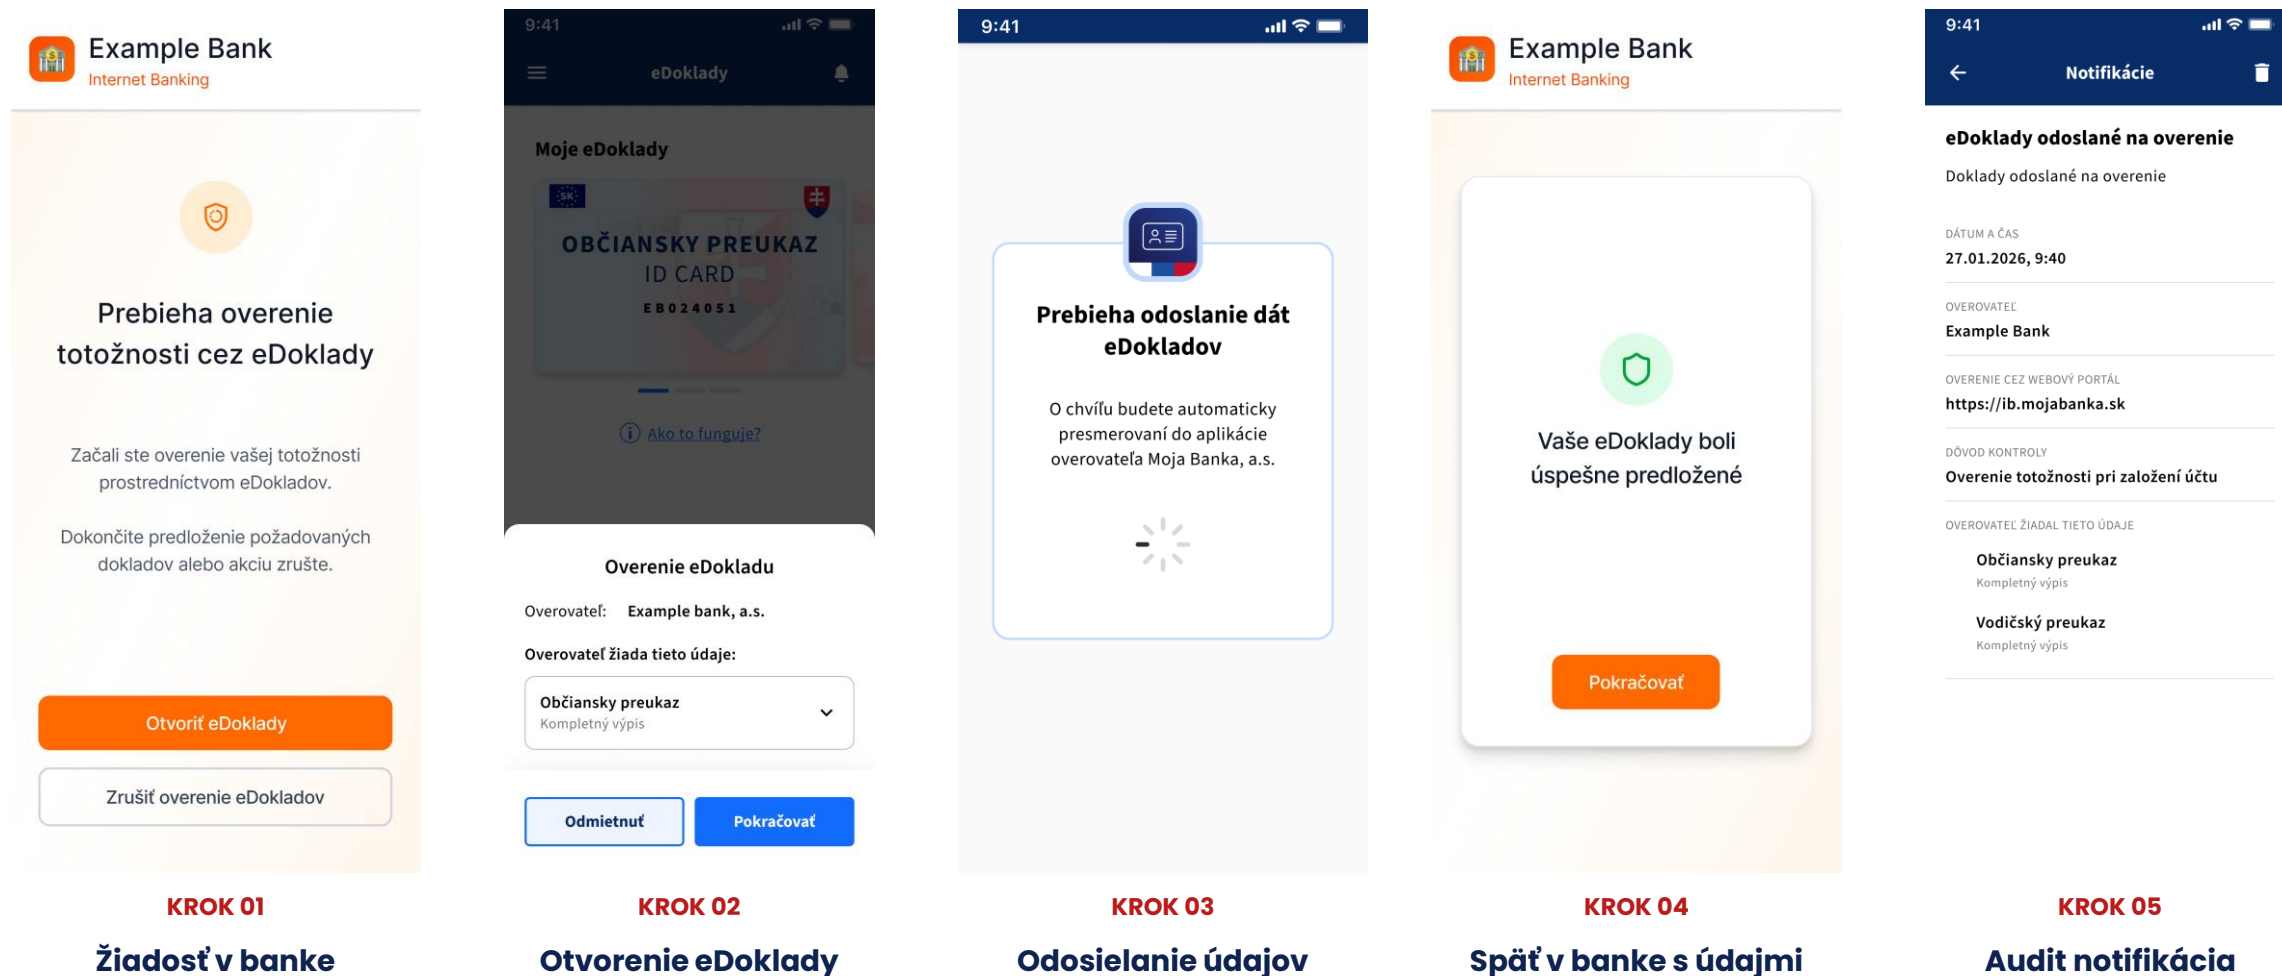 Example Bank
Internet Banking
Prebieha overenie
totožnosti cez eDoklady
Začali ste overenie vašej totožnosti
prostredníctvom eDokladov.
Dokončite predloženie požadovaných
dokladov alebo akciu zrušte.
Otvoriť eDoklady
Zrušiť overenie eDokladov
KROK 01
Žiadosť v banke
9:41
eDoklady
Moje eDoklady
SK
OBČIANSKY PREUKAZ
ID CARD
EB024051
Ako to funguje?
Overenie eDokladu
Overovateľ: Example bank, a.s.
Overovateľ žiada tieto údaje:
Občiansky preukaz
Kompletný výpis
Odmietnuť
Pokračovať
KROK 02
Otvorenie eDoklady
9:41
Prebieha odoslanie dát
eDokladov
O chvíľu budete automaticky
presmerovaní do aplikácie
overovateľa Moja Banka, a.s.
KROK 03
Odosielanie údajov
Example Bank
Internet Banking
Vaše eDoklady boli
úspešne predložené
Pokračovať
KROK 04
Späť v banke s údajmi
9:41
Notifikácie
eDoklady odoslané na overenie
Doklady odoslané na overenie
DÁTUM A ČAS
27.01.2026, 9:40
OVEROVATEĽ
Example Bank
OVERENIE CEZ WEBOVÝ PORTÁL
https://ib.mojabanka.sk
DÔVOD KONTROLY
Overenie totožnosti pri založení účtu
OVEROVATEĽ ŽIADAL TIETO ÚDAJE
Občiansky preukaz
Kompletný výpis
Vodičský preukaz
Kompletný výpis
KROK 05
Audit notifikácia